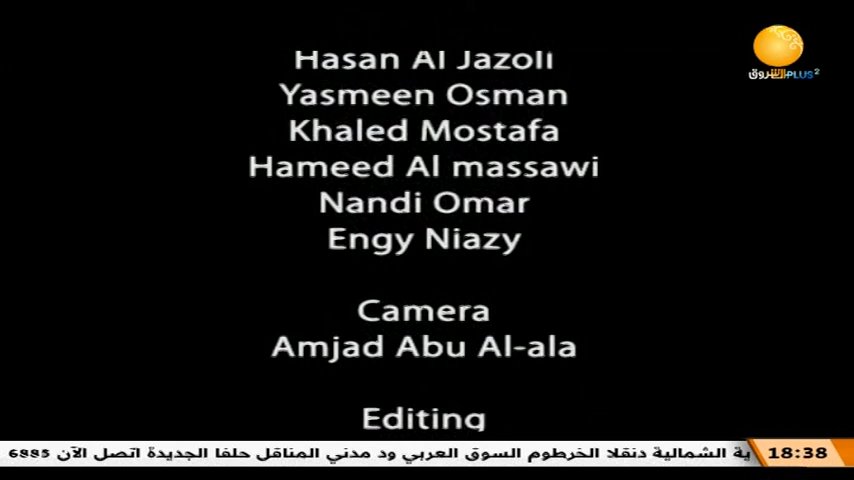 Hasan Al Jazoli
Yasmeen Osman
Khaled Mostafa
Hameed Al massawi
Nandi Omar
Engy Niazy
Camera
Amjad Abu Al-ala
Editing
الشروق PLUS2
ية الشمالية دنقلا الخرطوم السوق العربي ود مدني المناقل حلفا الجديدة اتصل الآن 6885
18:38